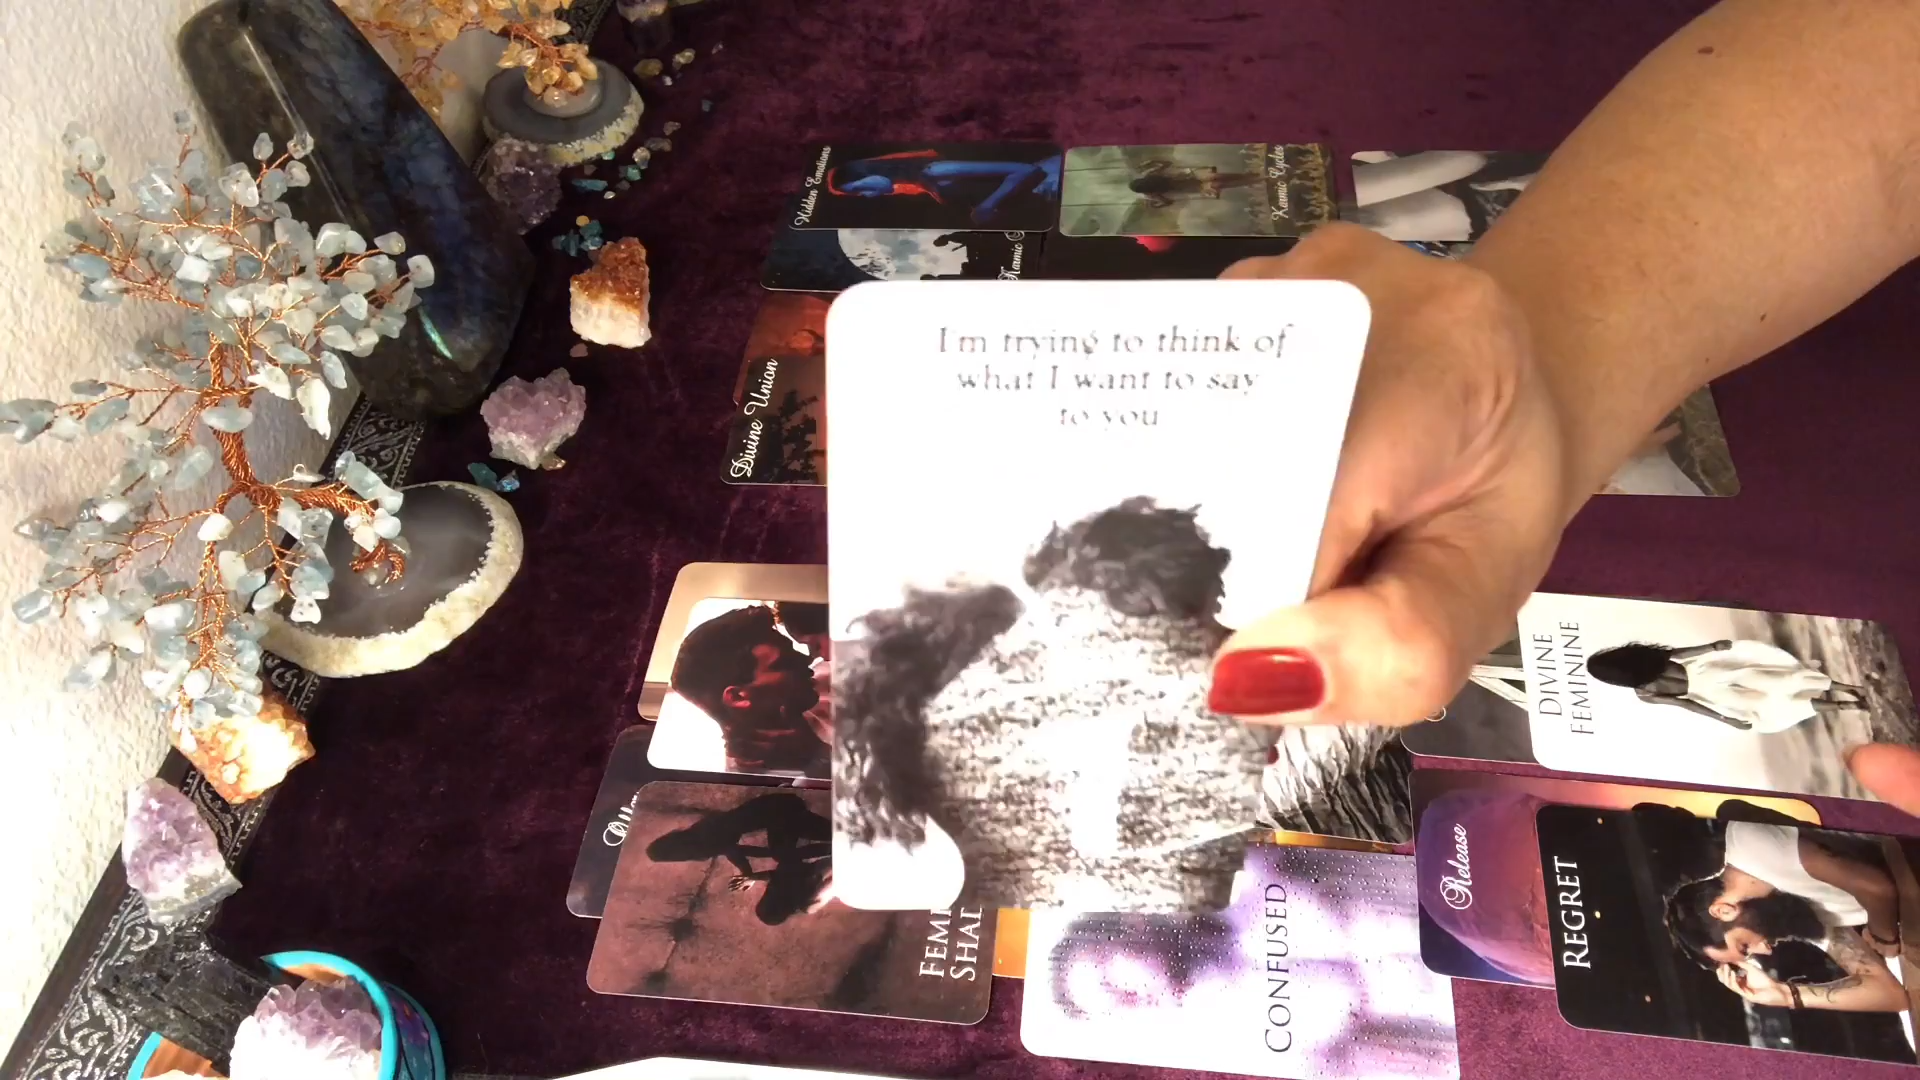 Hidden Emotions
Karmic Cycles
Karmic
Divine Union
I'm trying to think of
what I want to say
to you
DIVINE
FEMININE
Release
REGRET
CONFUSED